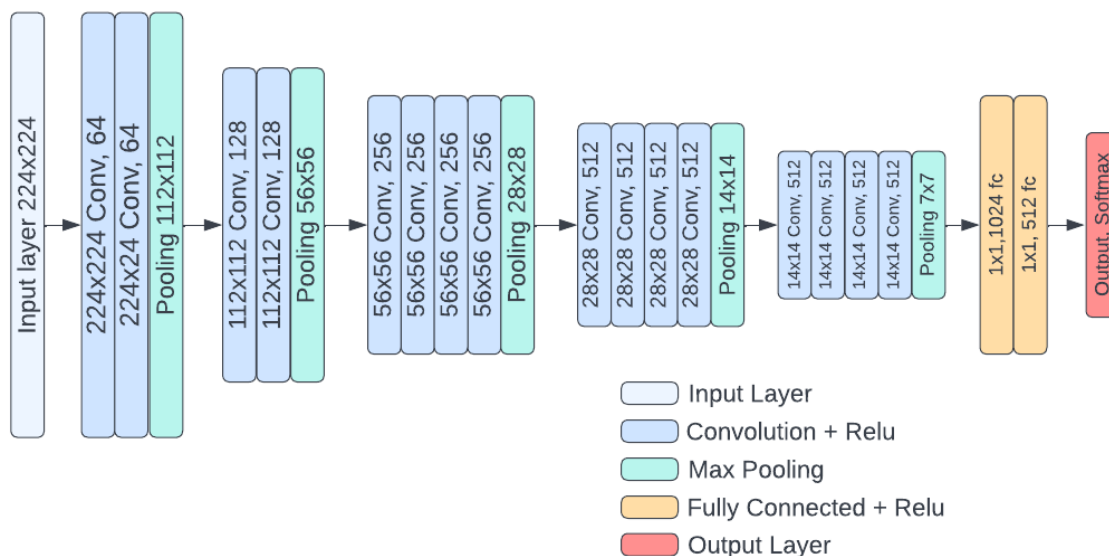 Input layer 224x224
224x224 Conv, 64
224x24 Conv, 64
Pooling 112x112
112x112 Conv, 128
112x112 Conv, 128
Pooling 56x56
56x56 Conv, 256
56x56 Conv, 256
56x56 Conv, 256
56x56 Conv, 256
Pooling 28x28
28x28 Conv, 512
28x28 Conv, 512
28x28 Conv, 512
28x28 Conv, 512
Pooling 14x14
14x14 Conv, 512
14x14 Conv, 512
14x14 Conv, 512
14x14 Conv, 512
Pooling 7x7
1x1,1024 fc
1x1, 512 fc
Output, Softmax
Input Layer
Convolution + Relu
Max Pooling
Fully Connected + Relu
Output Layer